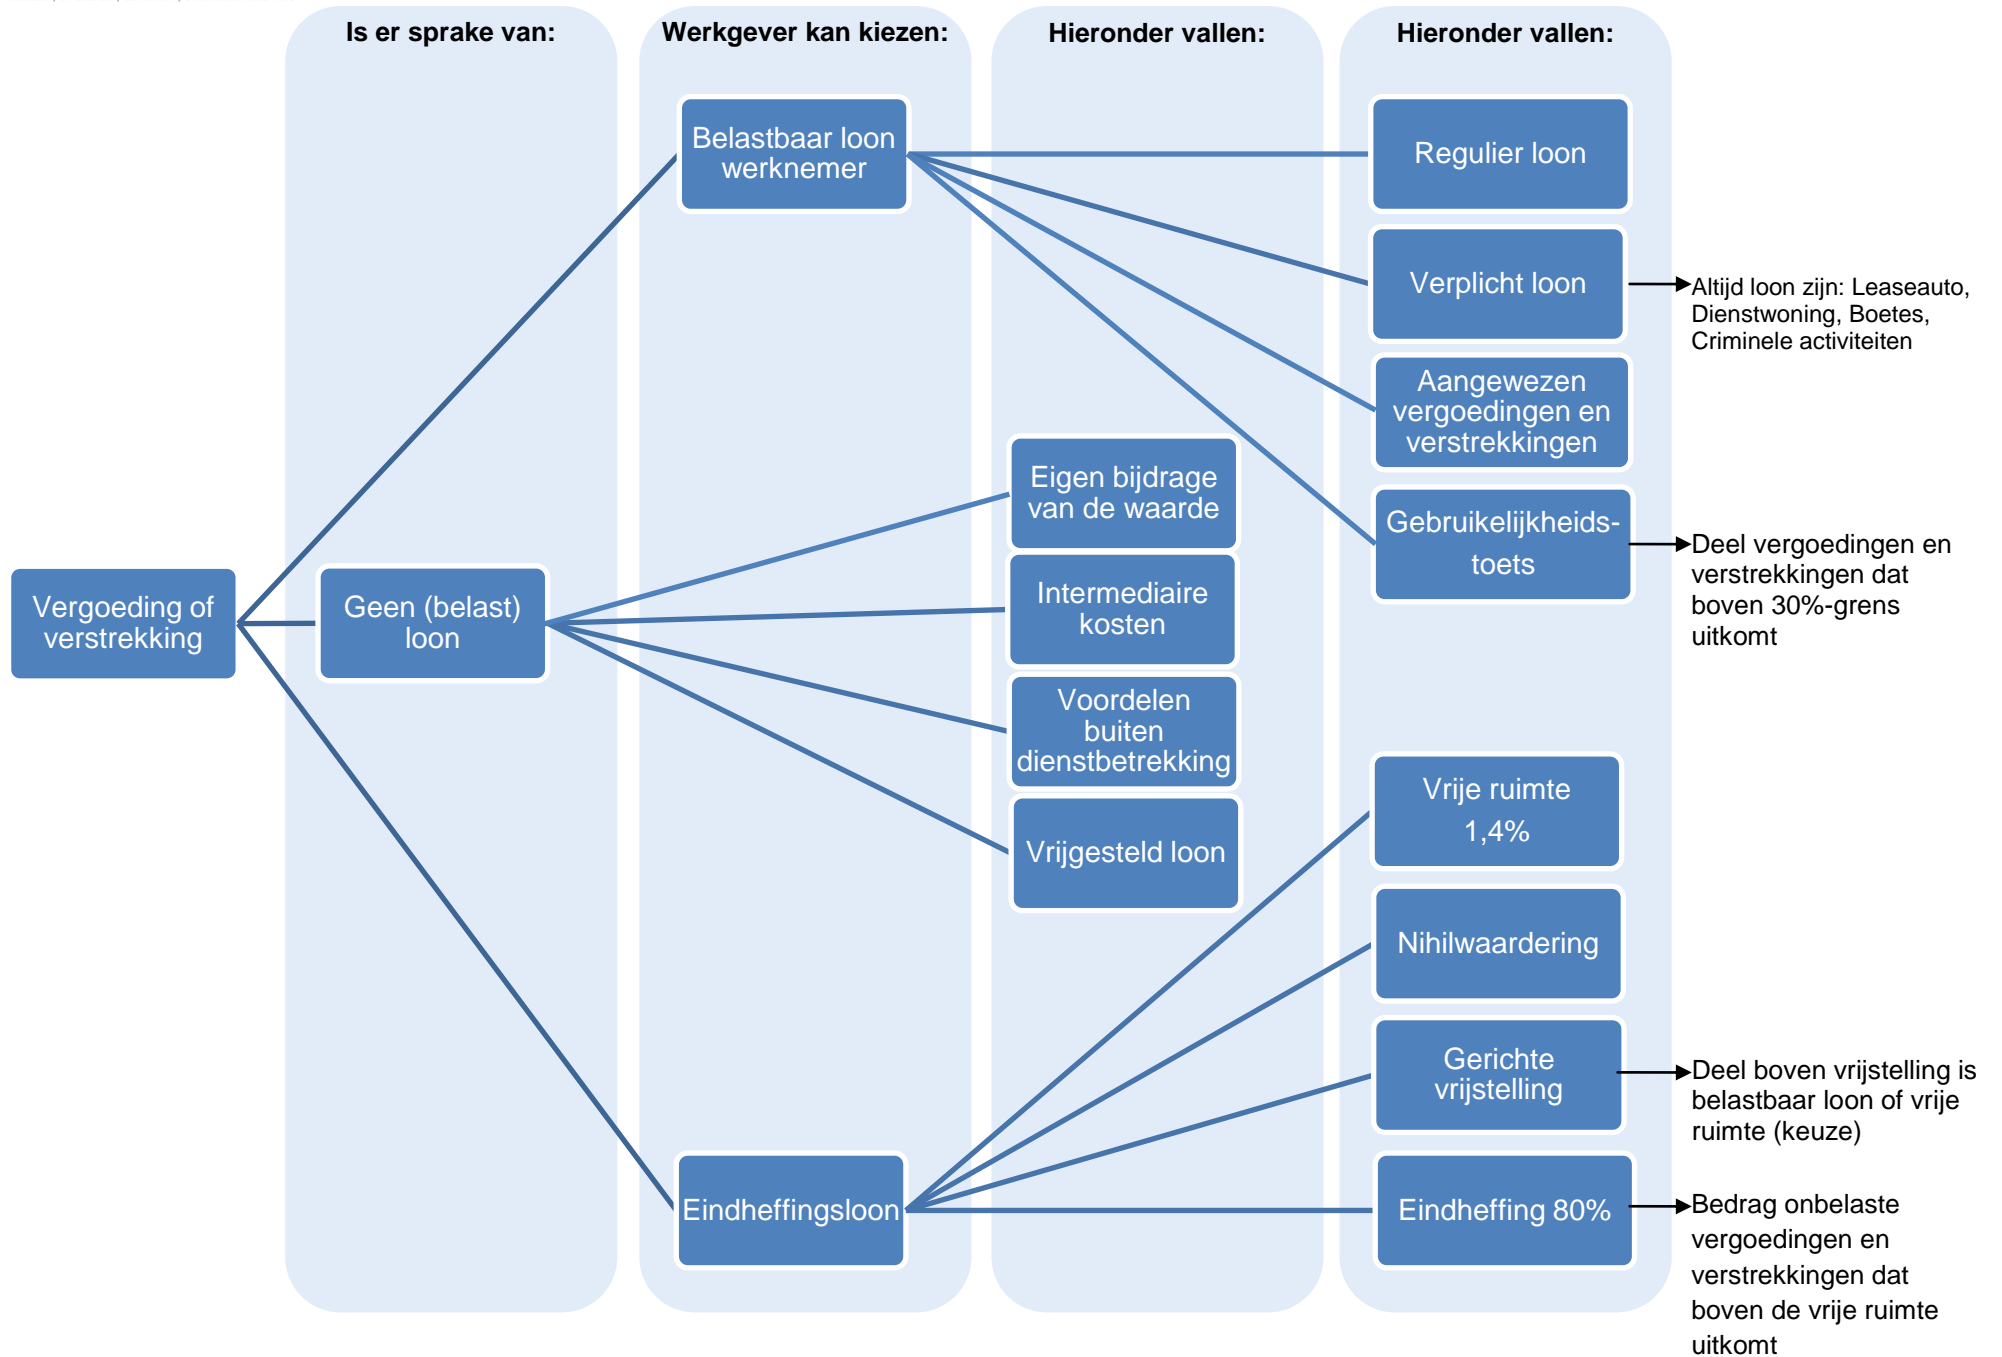 Is er sprake van:
Werkgever kan kiezen:
Hieronder vallen:
Hieronder vallen:
Belastbaar loon
werknemer
Regulier loon
Verplicht loon
Altijd loon zijn: Leaseauto,
Dienstwoning, Boetes,
Criminele activiteiten
Aangewezen
vergoedingen en
verstrekkingen
Eigen bijdrage
van de waarde
Gebruikelijkheids-
toets
Deel vergoedingen en
verstrekkingen dat
boven 30%-grens
uitkomt
Vergoeding of
verstrekking
Geen (belast)
loon
Intermediaire
kosten
Voordelen
buiten
dienstbetrekking
Vrijgesteld loon
Vrije ruimte
1,4%
Nihilwaardering
Gerichte
vrijstelling
Deel boven vrijstelling is
belastbaar loon of vrije
ruimte (keuze)
Eindheffingsloon
Eindheffing 80%
Bedrag onbelaste
vergoedingen en
verstrekkingen dat
boven de vrije ruimte
uitkomt